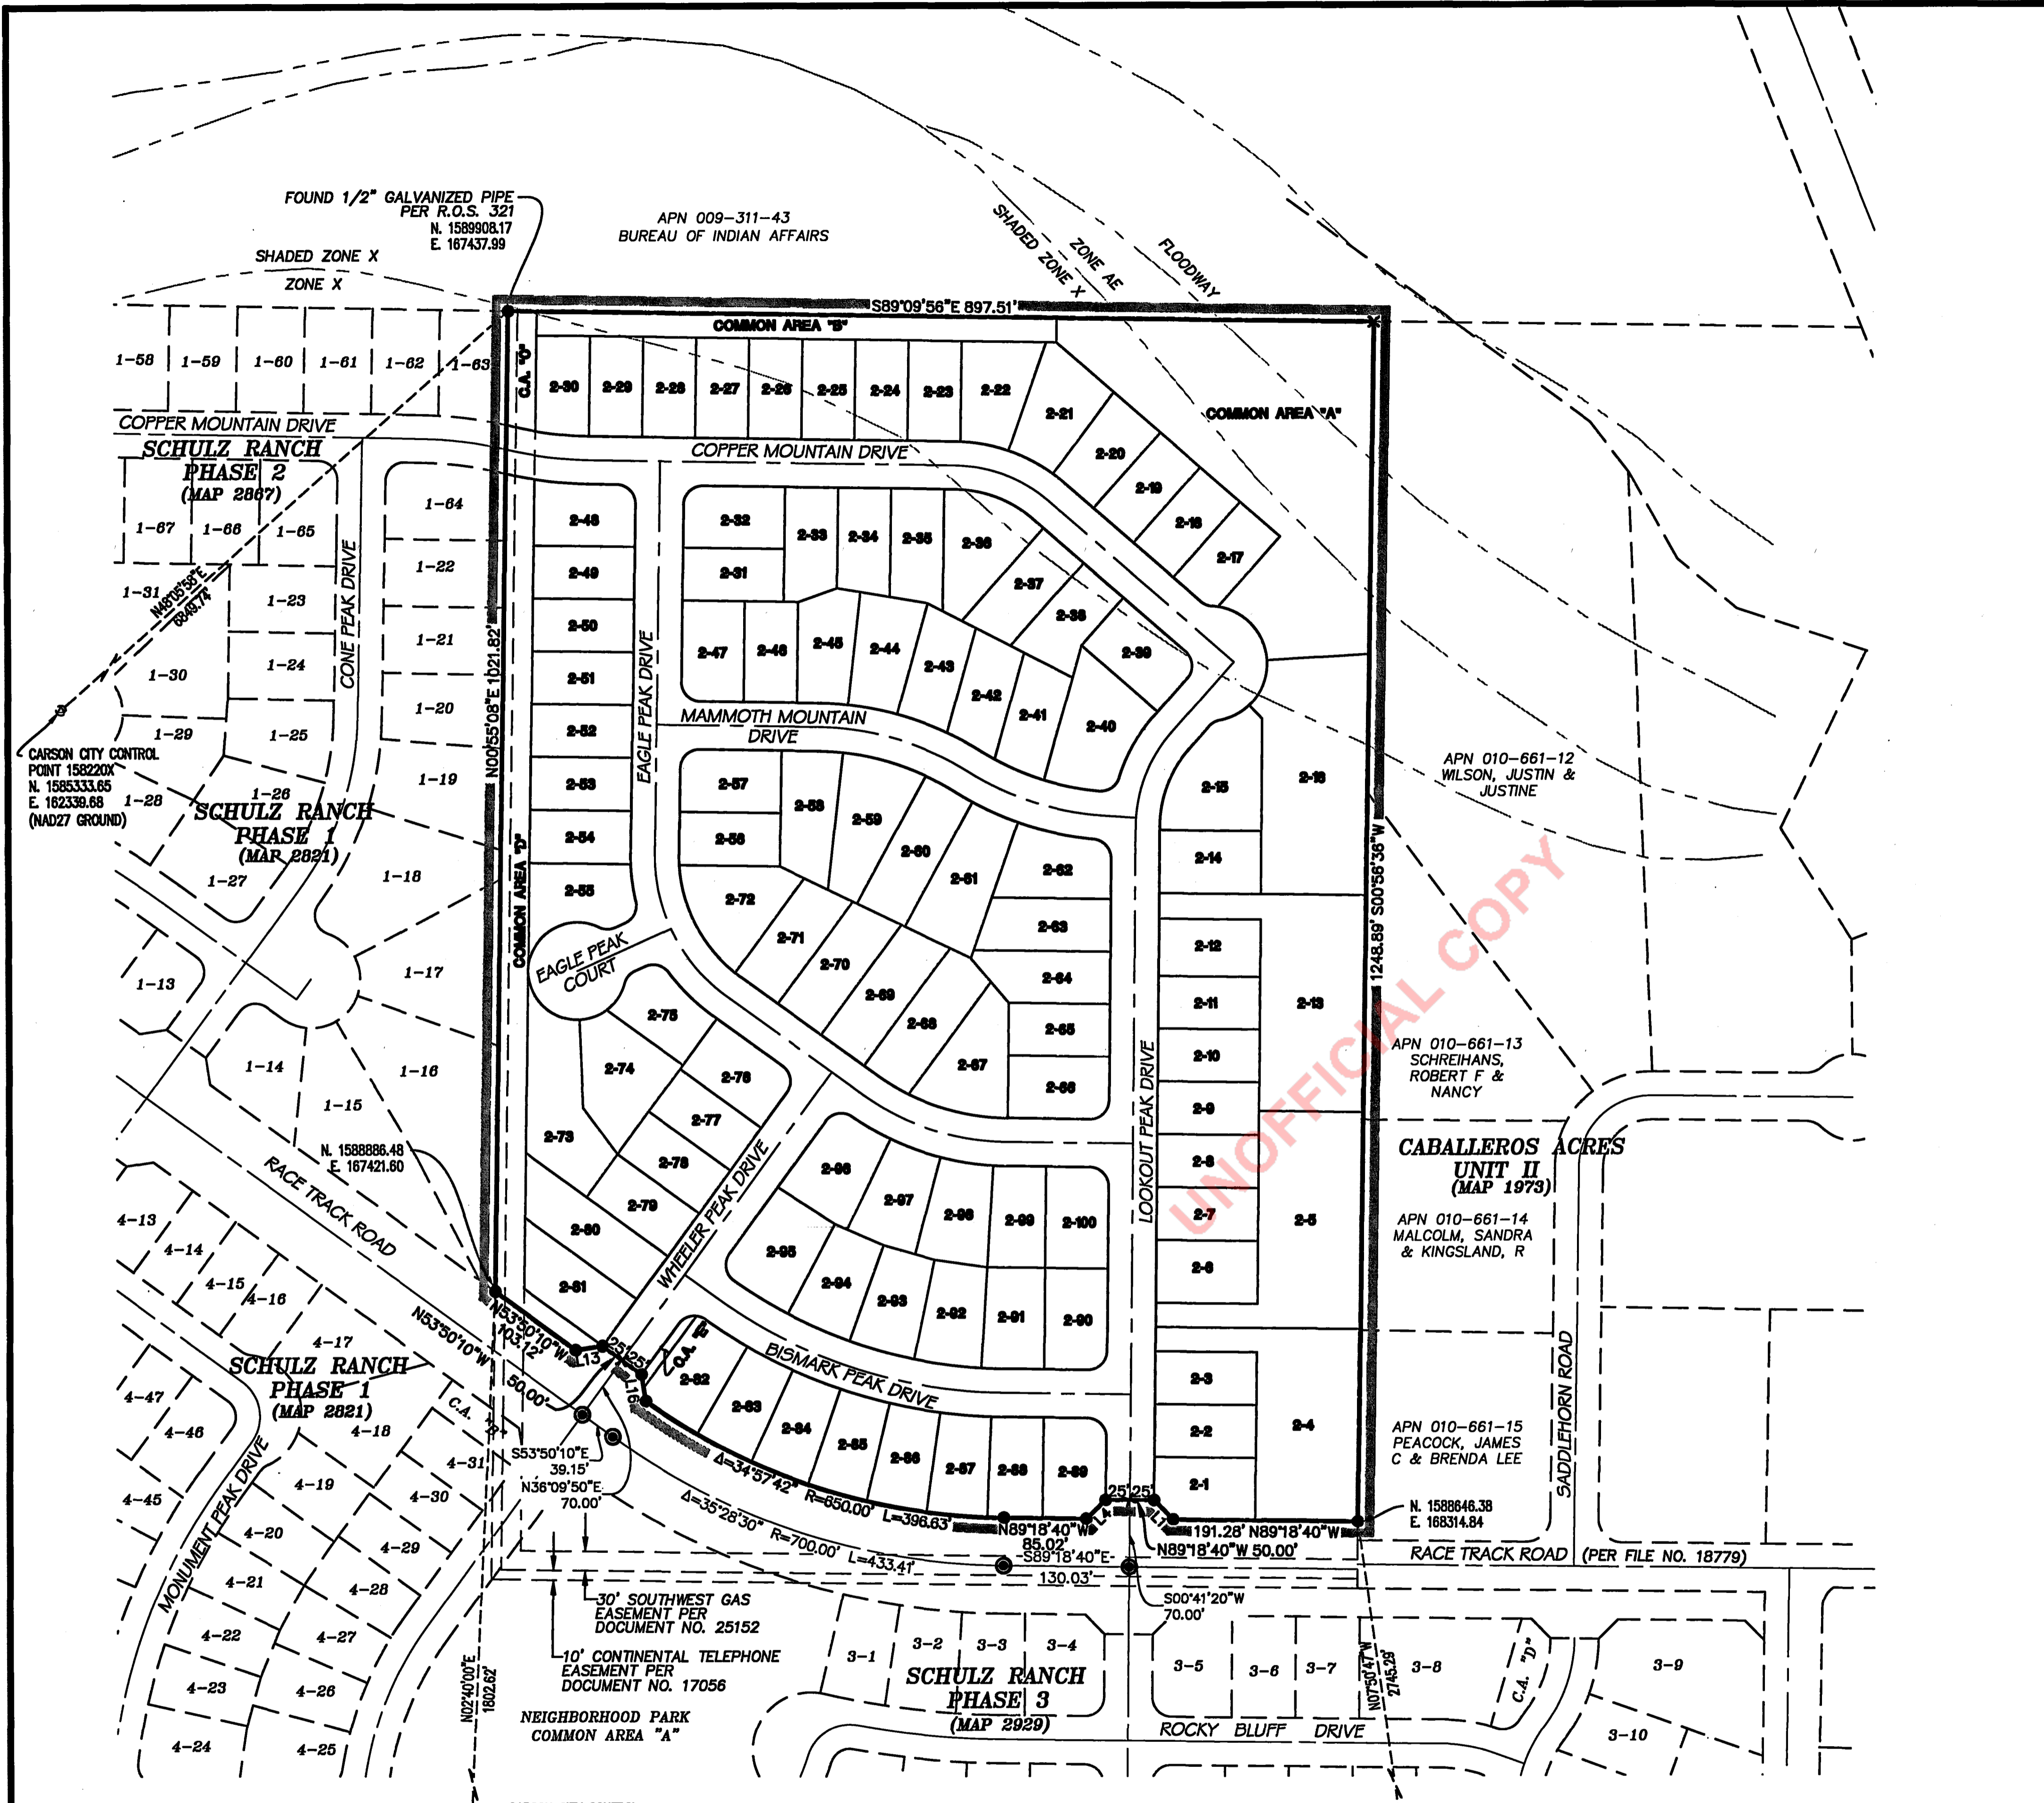 FOUND 1/2" GALVANIZED PIPE
PER R.O.S. 321
N. 1589908.17
E. 167437.99
APN 009-311-43
BUREAU OF INDIAN AFFAIRS
SHADED ZONE X
ZONE X
SHADED ZONE X
ZONE AE
FLOODWAY
S89°09'56"E 897.51'
COMMON AREA "B"
C.A. "C"
COMMON AREA "A"
1-58
1-59
1-60
1-61
1-62
1-63
2-30
2-29
2-28
2-27
2-26
2-25
2-24
2-23
2-22
2-21
2-20
2-19
2-18
2-17
COPPER MOUNTAIN DRIVE
COPPER MOUNTAIN DRIVE
SCHULZ RANCH
PHASE 2
(MAP 2867)
1-67
1-66
1-65
1-64
1-31
1-23
1-22
1-30
1-24
1-21
1-29
1-25
1-20
1-28
1-26
1-19
1-27
1-18
1-13
1-17
1-14
1-15
1-16
CONE PEAK DRIVE
N48°05'58"E
6849.74'
CARSON CITY CONTROL
POINT 158220X
N. 1585333.65
E. 162339.68
(NAD27 GROUND)
SCHULZ RANCH
PHASE 1
(MAP 2821)
N00°55'08"E 1021.82'
COMMON AREA "D"
2-48
2-49
2-50
2-51
2-52
2-53
2-54
2-55
EAGLE PEAK DRIVE
EAGLE PEAK
COURT
2-32
2-33
2-34
2-35
2-36
2-31
2-37
2-38
2-39
2-47
2-46
2-45
2-44
2-43
2-42
2-41
2-40
MAMMOTH MOUNTAIN
DRIVE
2-57
2-58
2-59
2-60
2-61
2-62
2-56
2-63
2-64
2-65
2-66
2-72
2-71
2-70
2-69
2-68
2-67
2-15
2-16
2-14
2-12
2-11
2-13
2-10
2-9
2-8
2-7
2-5
2-6
2-3
2-2
2-4
2-1
LOOKOUT PEAK DRIVE
1248.89' S00°56'36"W
APN 010-661-12
WILSON, JUSTIN &
JUSTINE
APN 010-661-13
SCHREIHANS,
ROBERT F &
NANCY
CABALLEROS ACRES
UNIT II
(MAP 1973)
APN 010-661-14
MALCOLM, SANDRA
& KINGSLAND, R
APN 010-661-15
PEACOCK, JAMES
C & BRENDA LEE
SADDLEHORN ROAD
UNOFFICIAL COPY
2-75
2-74
2-76
2-77
2-73
2-78
2-79
2-80
2-81
WHEELER PEAK DRIVE
2-96
2-97
2-98
2-99
2-100
2-95
2-94
2-93
2-92
2-91
2-90
BISMARK PEAK DRIVE
C.A. "F"
2-82
2-83
2-84
2-85
2-86
2-87
2-88
2-89
N. 1588886.48
E. 167421.60
RACE TRACK ROAD
N53°50'10"W
103.12'
N53°50'10"W
50.00'
L13
25'
25'
L16
S53°50'10"E
39.15'
N36°09'50"E
70.00'
Δ=34°57'42" R=650.00' L=396.63'
Δ=35°28'30" R=700.00' L=433.41'
N89°18'40"W
85.02'
L4
25'
25'
L1
191.28' N89°18'40"W
N89°18'40"W 50.00'
S89°18'40"E
130.03'
S00°41'20"W
70.00'
N. 1588646.38
E. 168314.84
RACE TRACK ROAD (PER FILE NO. 18779)
4-13
4-14
4-15
4-16
4-17
SCHULZ RANCH
PHASE 1
(MAP 2821)
4-47
4-46
4-45
4-18
4-19
4-31
4-20
4-30
4-21
4-29
4-22
4-28
4-23
4-27
4-24
4-26
4-25
C.A. "B"
MONUMENT PEAK DRIVE
30' SOUTHWEST GAS
EASEMENT PER
DOCUMENT NO. 25152
10' CONTINENTAL TELEPHONE
EASEMENT PER
DOCUMENT NO. 17056
NEIGHBORHOOD PARK
COMMON AREA "A"
N02°40'00"E
1802.62'
3-1
3-2
3-3
3-4
3-5
3-6
3-7
3-8
C.A. "D"
3-9
3-10
SCHULZ RANCH
PHASE 3
(MAP 2929)
ROCKY BLUFF DRIVE
N07°50'47"W
2745.29'